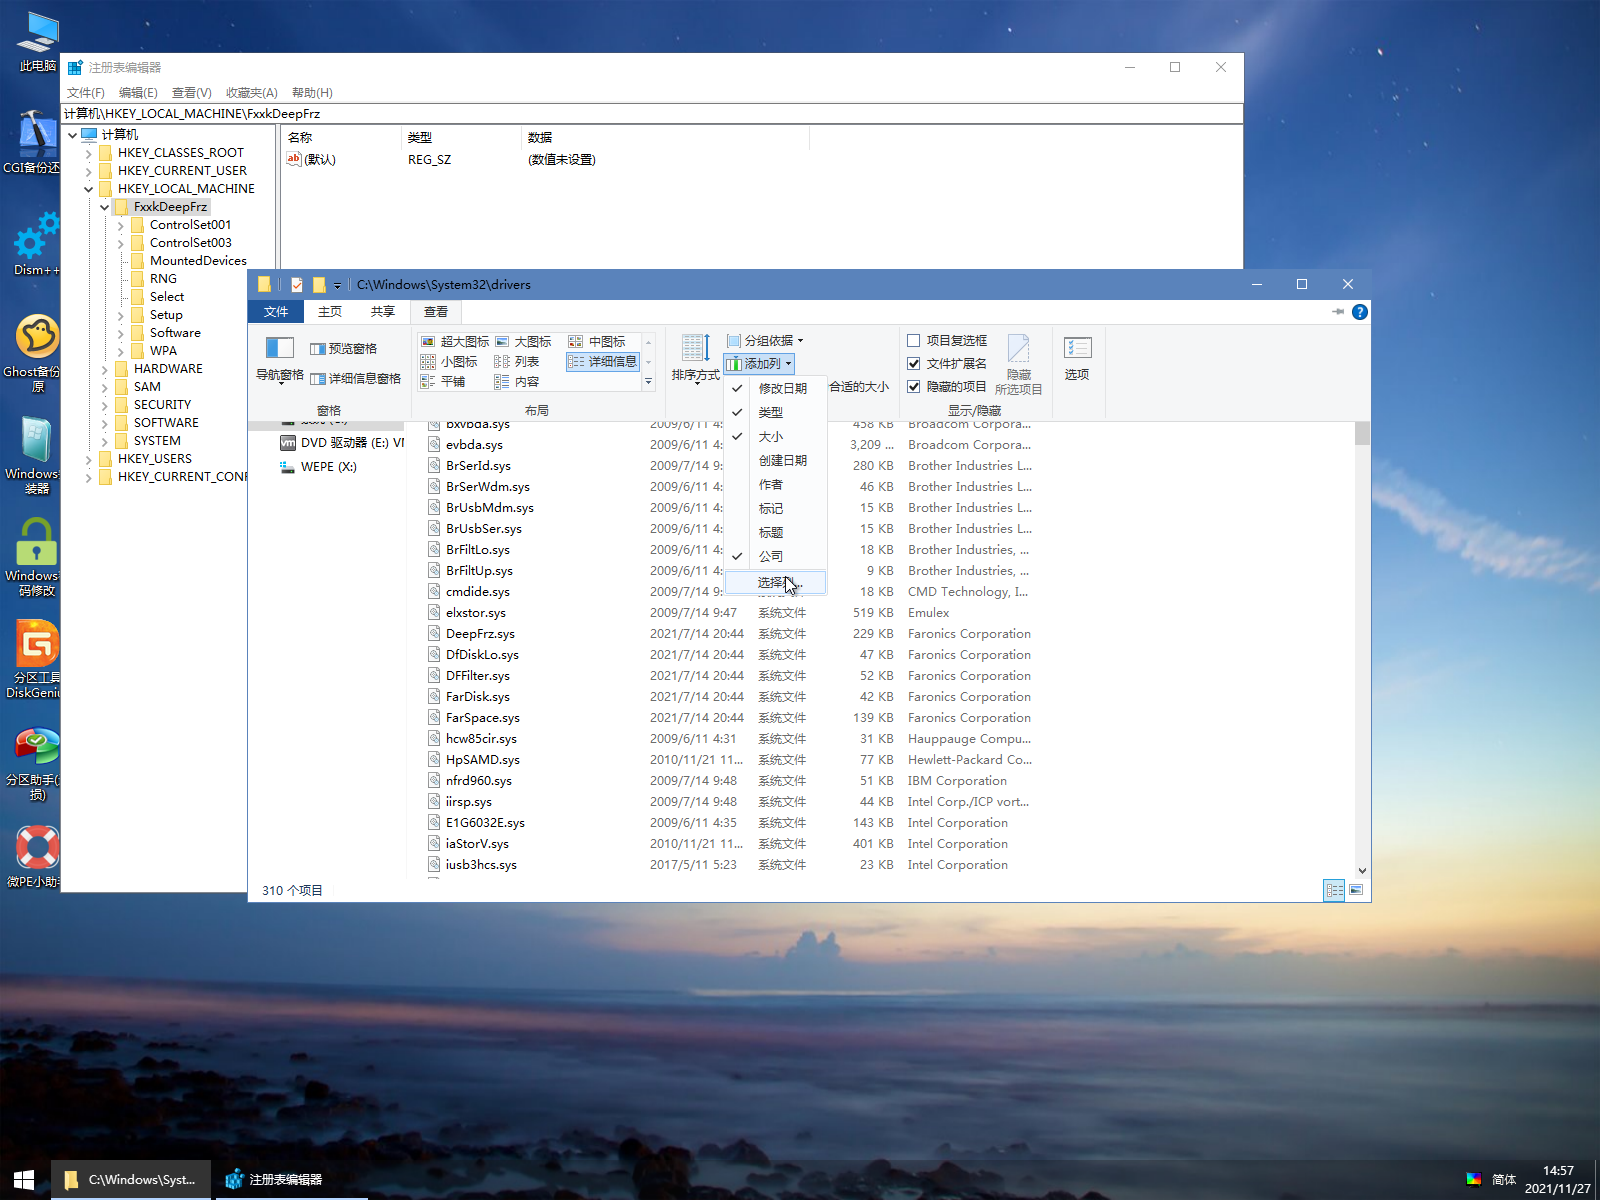 此电脑
CGI备份还
Dism++
Ghost备份
原
Windows
装器
Windows
码修改
分区工具
DiskGeniu
分区助手(
损)
微PE小助
注册表编辑器
文件(F) 编辑(E) 查看(V) 收藏夹(A) 帮助(H)
计算机\HKEY_LOCAL_MACHINE\FxxkDeepFrz
计算机
HKEY_CLASSES_ROOT
HKEY_CURRENT_USER
HKEY_LOCAL_MACHINE
FxxkDeepFrz
ControlSet001
ControlSet003
MountedDevices
RNG
Select
Setup
Software
WPA
HARDWARE
SAM
SECURITY
SOFTWARE
SYSTEM
HKEY_USERS
HKEY_CURRENT_CONF
名称 类型 数据
(默认) REG_SZ (数值未设置)
C:\Windows\System32\drivers
文件 主页 共享 查看
导航窗格
预览窗格
详细信息窗格
窗格
超大图标 大图标 中图标
小图标 列表 详细信息
平铺 内容
布局
排序方式
分组依据
添加列
合适的大小
项目复选框
文件扩展名
隐藏的项目
隐藏
所选项目
显示/隐藏
选项
修改日期
类型
大小
创建日期
作者
标记
标题
公司
选择列...
DVD 驱动器 (E:) VM
WEPE (X:)
bxvbda.sys 2009/6/11 4: 458 KB Broadcom Corpora...
evbda.sys 2009/6/11 4: 3,209 ... Broadcom Corpora...
BrSerId.sys 2009/7/14 9: 280 KB Brother Industries L...
BrSerWdm.sys 2009/6/11 4: 46 KB Brother Industries L...
BrUsbMdm.sys 2009/6/11 4: 15 KB Brother Industries L...
BrUsbSer.sys 2009/6/11 4: 15 KB Brother Industries L...
BrFiltLo.sys 2009/6/11 4: 18 KB Brother Industries, ...
BrFiltUp.sys 2009/6/11 4: 9 KB Brother Industries, ...
cmdide.sys 2009/7/14 9: 18 KB CMD Technology, I...
elxstor.sys 2009/7/14 9:47 系统文件 519 KB Emulex
DeepFrz.sys 2021/7/14 20:44 系统文件 229 KB Faronics Corporation
DfDiskLo.sys 2021/7/14 20:44 系统文件 47 KB Faronics Corporation
DFFilter.sys 2021/7/14 20:44 系统文件 52 KB Faronics Corporation
FarDisk.sys 2021/7/14 20:44 系统文件 42 KB Faronics Corporation
FarSpace.sys 2021/7/14 20:44 系统文件 139 KB Faronics Corporation
hcw85cir.sys 2009/6/11 4:31 系统文件 31 KB Hauppauge Compu...
HpSAMD.sys 2010/11/21 11... 系统文件 77 KB Hewlett-Packard Co...
nfrd960.sys 2009/7/14 9:48 系统文件 51 KB IBM Corporation
iirsp.sys 2009/7/14 9:48 系统文件 44 KB Intel Corp./ICP vort...
E1G6032E.sys 2009/6/11 4:35 系统文件 143 KB Intel Corporation
iaStorV.sys 2010/11/21 11... 系统文件 401 KB Intel Corporation
iusb3hcs.sys 2017/5/11 5:23 系统文件 23 KB Intel Corporation
310 个项目
C:\Windows\Syst...
注册表编辑器
简体
14:57
2021/11/27